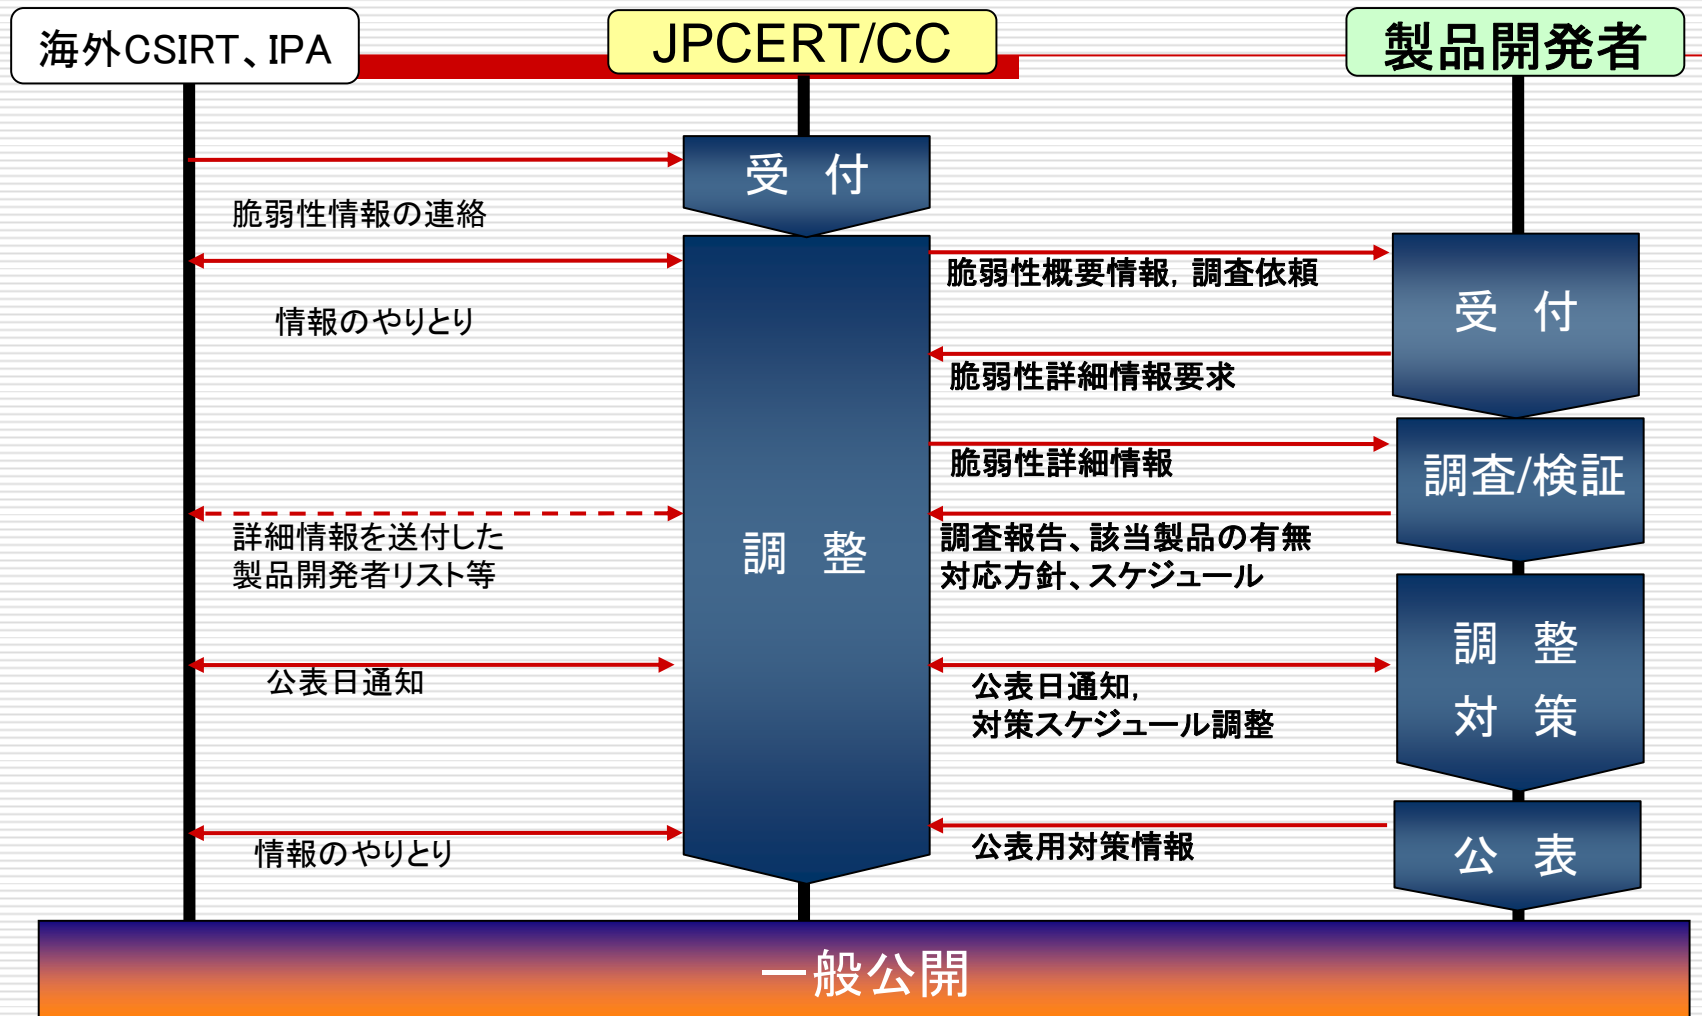 海外CSIRT、IPA
JPCERT/CC
製品開発者
受 付
脆弱性情報の連絡
脆弱性概要情報, 調査依頼
受 付
情報のやりとり
脆弱性詳細情報要求
脆弱性詳細情報
調査/検証
詳細情報を送付した
製品開発者リスト等
調 整
調査報告、該当製品の有無
対応方針、スケジュール
調 整
対 策
公表日通知
公表日通知,
対策スケジュール調整
情報のやりとり
公表用対策情報
公 表
一般公開